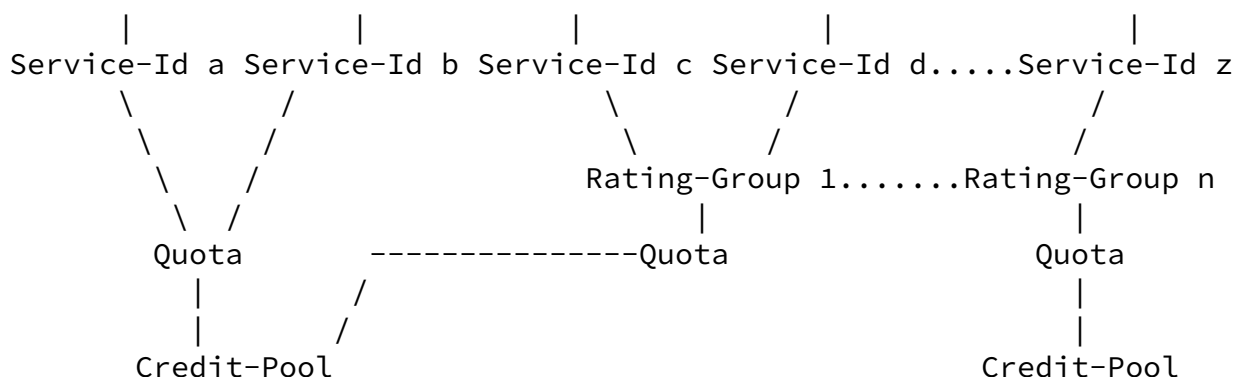 Service-Id a Service-Id b Service-Id c Service-Id d.....Service-Id z
Rating-Group 1.......Rating-Group n
Quota ---------------Quota Quota
Credit-Pool Credit-Pool